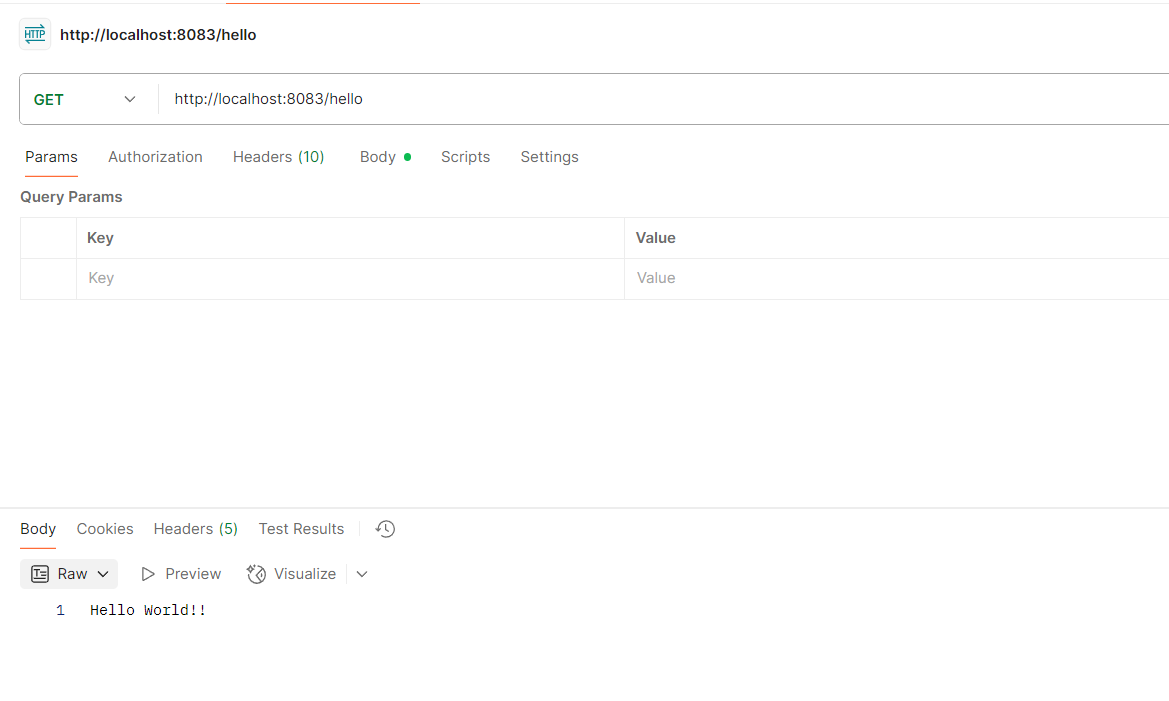 HTTP http://localhost:8083/hello
GET http://localhost:8083/hello
Params Authorization Headers (10) Body Scripts Settings
Query Params
Key Value
Key Value
Body Cookies Headers (5) Test Results
Raw Preview Visualize
1 Hello World!!